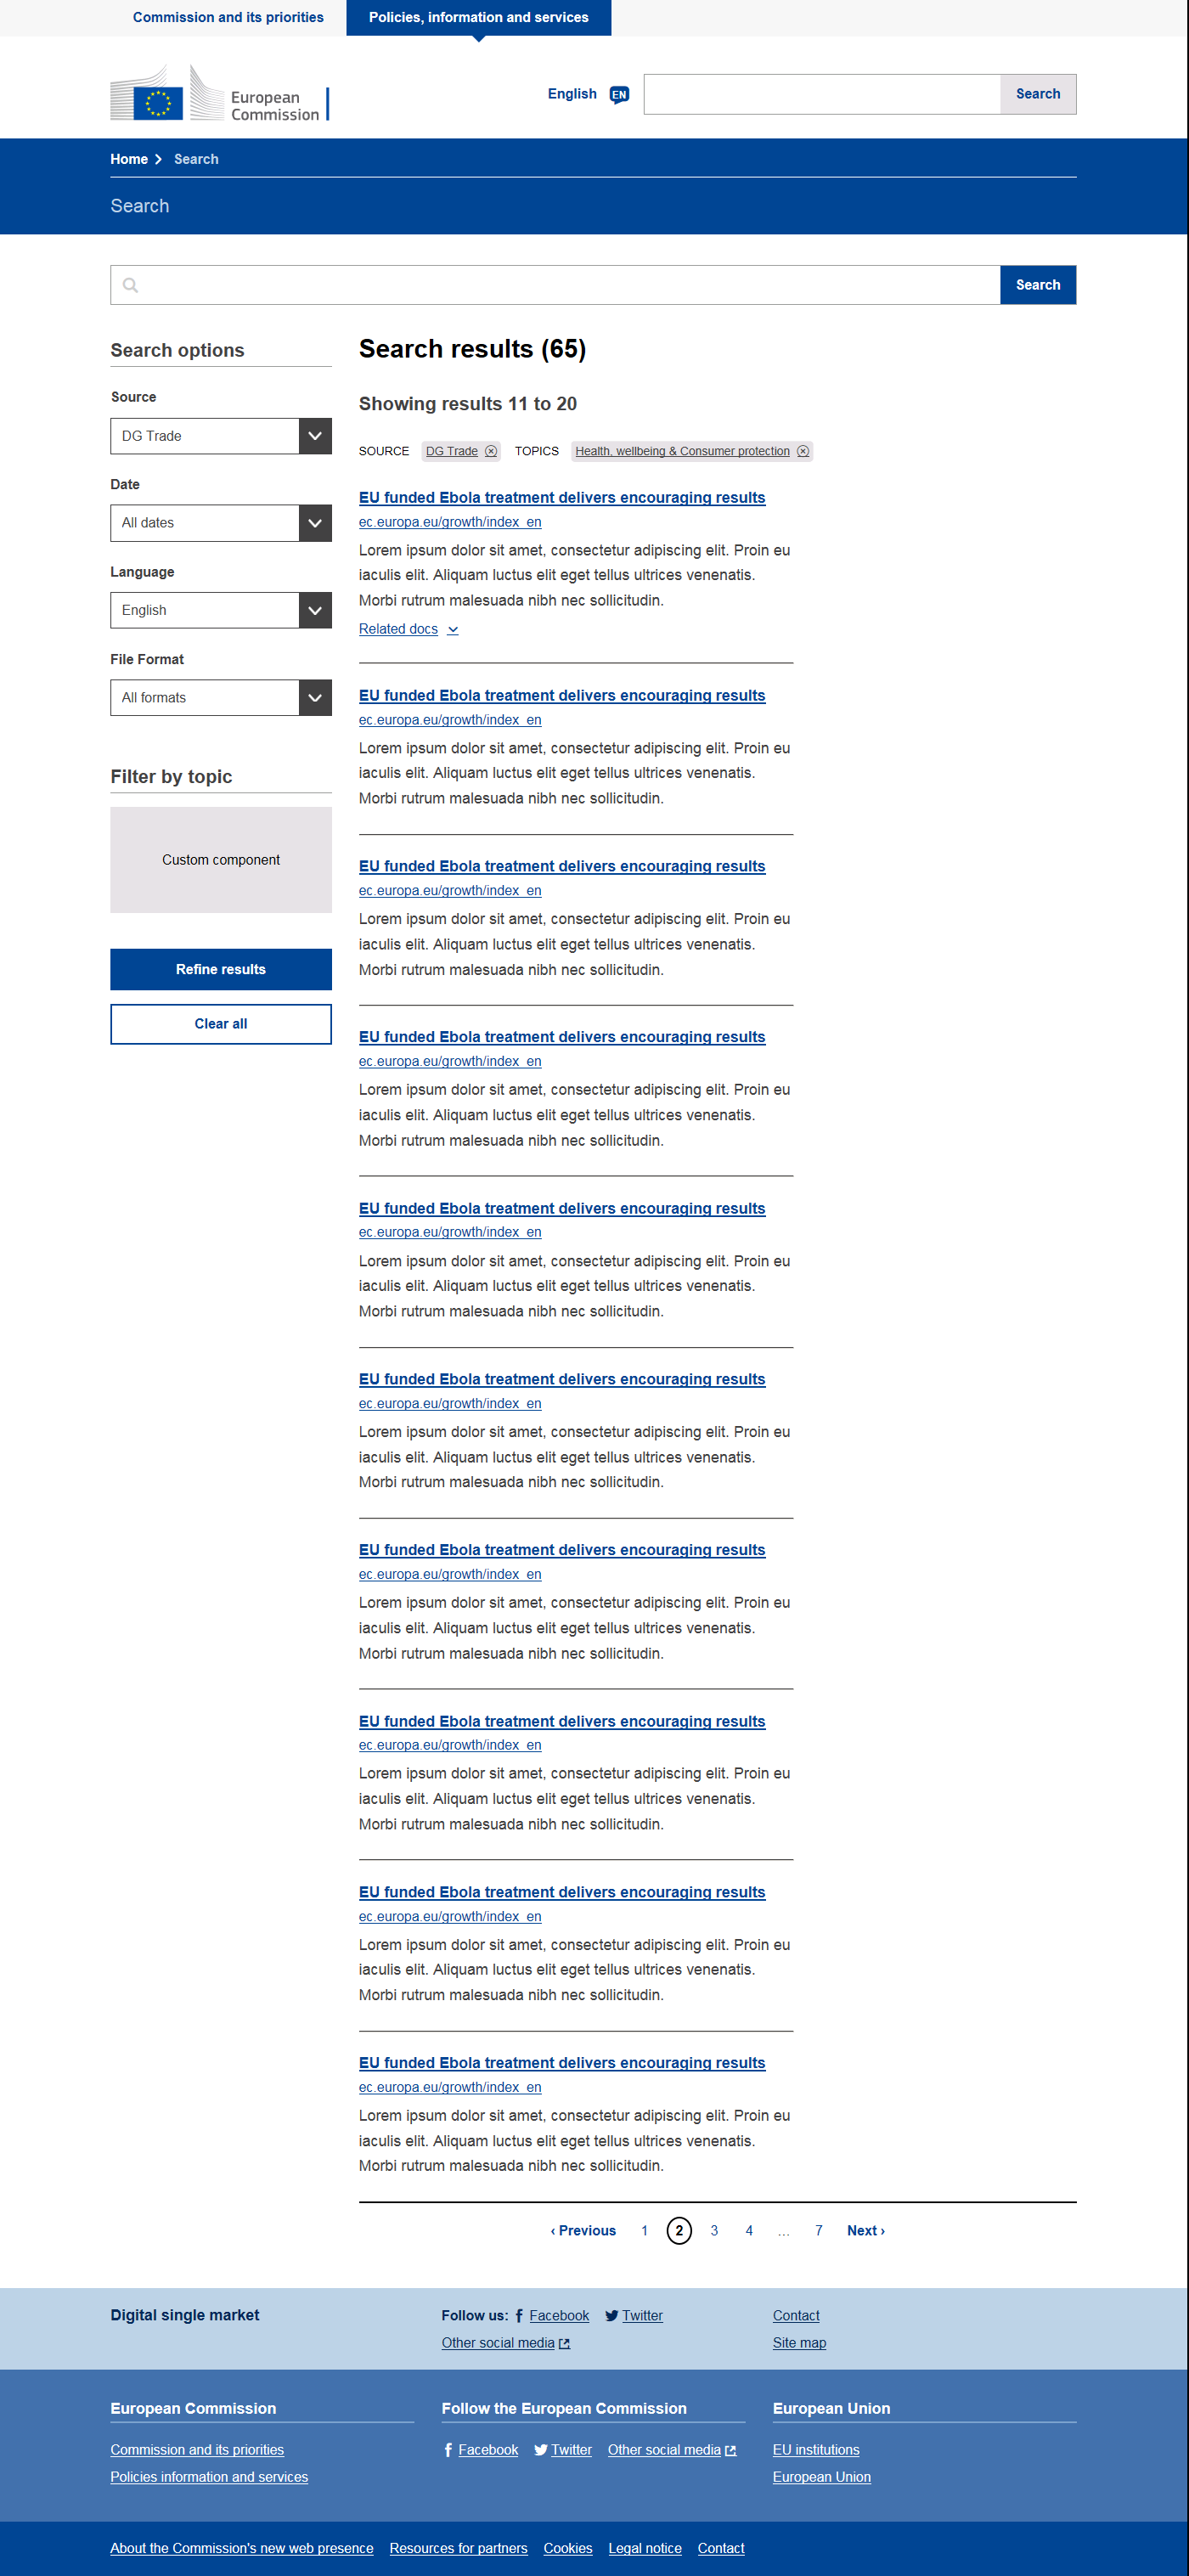 Commission and its priorities
Policies, information and services
European
Commission
English EN
Search
Home
Search
Search
Search
Search options
Source
DG Trade
Date
All dates
Language
English
File Format
All formats
Filter by topic
Custom component
Refine results
Clear all
Search results (65)
Showing results 11 to 20
SOURCE DG Trade TOPICS Health, wellbeing & Consumer protection
EU funded Ebola treatment delivers encouraging results
ec.europa.eu/growth/index_en
Lorem ipsum dolor sit amet, consectetur adipiscing elit. Proin eu
iaculis elit. Aliquam luctus elit eget tellus ultrices venenatis.
Morbi rutrum malesuada nibh nec sollicitudin.
Related docs
EU funded Ebola treatment delivers encouraging results
ec.europa.eu/growth/index_en
Lorem ipsum dolor sit amet, consectetur adipiscing elit. Proin eu
iaculis elit. Aliquam luctus elit eget tellus ultrices venenatis.
Morbi rutrum malesuada nibh nec sollicitudin.
EU funded Ebola treatment delivers encouraging results
ec.europa.eu/growth/index_en
Lorem ipsum dolor sit amet, consectetur adipiscing elit. Proin eu
iaculis elit. Aliquam luctus elit eget tellus ultrices venenatis.
Morbi rutrum malesuada nibh nec sollicitudin.
EU funded Ebola treatment delivers encouraging results
ec.europa.eu/growth/index_en
Lorem ipsum dolor sit amet, consectetur adipiscing elit. Proin eu
iaculis elit. Aliquam luctus elit eget tellus ultrices venenatis.
Morbi rutrum malesuada nibh nec sollicitudin.
EU funded Ebola treatment delivers encouraging results
ec.europa.eu/growth/index_en
Lorem ipsum dolor sit amet, consectetur adipiscing elit. Proin eu
iaculis elit. Aliquam luctus elit eget tellus ultrices venenatis.
Morbi rutrum malesuada nibh nec sollicitudin.
EU funded Ebola treatment delivers encouraging results
ec.europa.eu/growth/index_en
Lorem ipsum dolor sit amet, consectetur adipiscing elit. Proin eu
iaculis elit. Aliquam luctus elit eget tellus ultrices venenatis.
Morbi rutrum malesuada nibh nec sollicitudin.
EU funded Ebola treatment delivers encouraging results
ec.europa.eu/growth/index_en
Lorem ipsum dolor sit amet, consectetur adipiscing elit. Proin eu
iaculis elit. Aliquam luctus elit eget tellus ultrices venenatis.
Morbi rutrum malesuada nibh nec sollicitudin.
EU funded Ebola treatment delivers encouraging results
ec.europa.eu/growth/index_en
Lorem ipsum dolor sit amet, consectetur adipiscing elit. Proin eu
iaculis elit. Aliquam luctus elit eget tellus ultrices venenatis.
Morbi rutrum malesuada nibh nec sollicitudin.
EU funded Ebola treatment delivers encouraging results
ec.europa.eu/growth/index_en
Lorem ipsum dolor sit amet, consectetur adipiscing elit. Proin eu
iaculis elit. Aliquam luctus elit eget tellus ultrices venenatis.
Morbi rutrum malesuada nibh nec sollicitudin.
EU funded Ebola treatment delivers encouraging results
ec.europa.eu/growth/index_en
Lorem ipsum dolor sit amet, consectetur adipiscing elit. Proin eu
iaculis elit. Aliquam luctus elit eget tellus ultrices venenatis.
Morbi rutrum malesuada nibh nec sollicitudin.
‹ Previous 1 2 3 4 ... 7 Next ›
Digital single market
Follow us: Facebook Twitter
Other social media
Contact
Site map
European Commission
Commission and its priorities
Policies information and services
Follow the European Commission
Facebook Twitter Other social media
European Union
EU institutions
European Union
About the Commission's new web presence Resources for partners Cookies Legal notice Contact